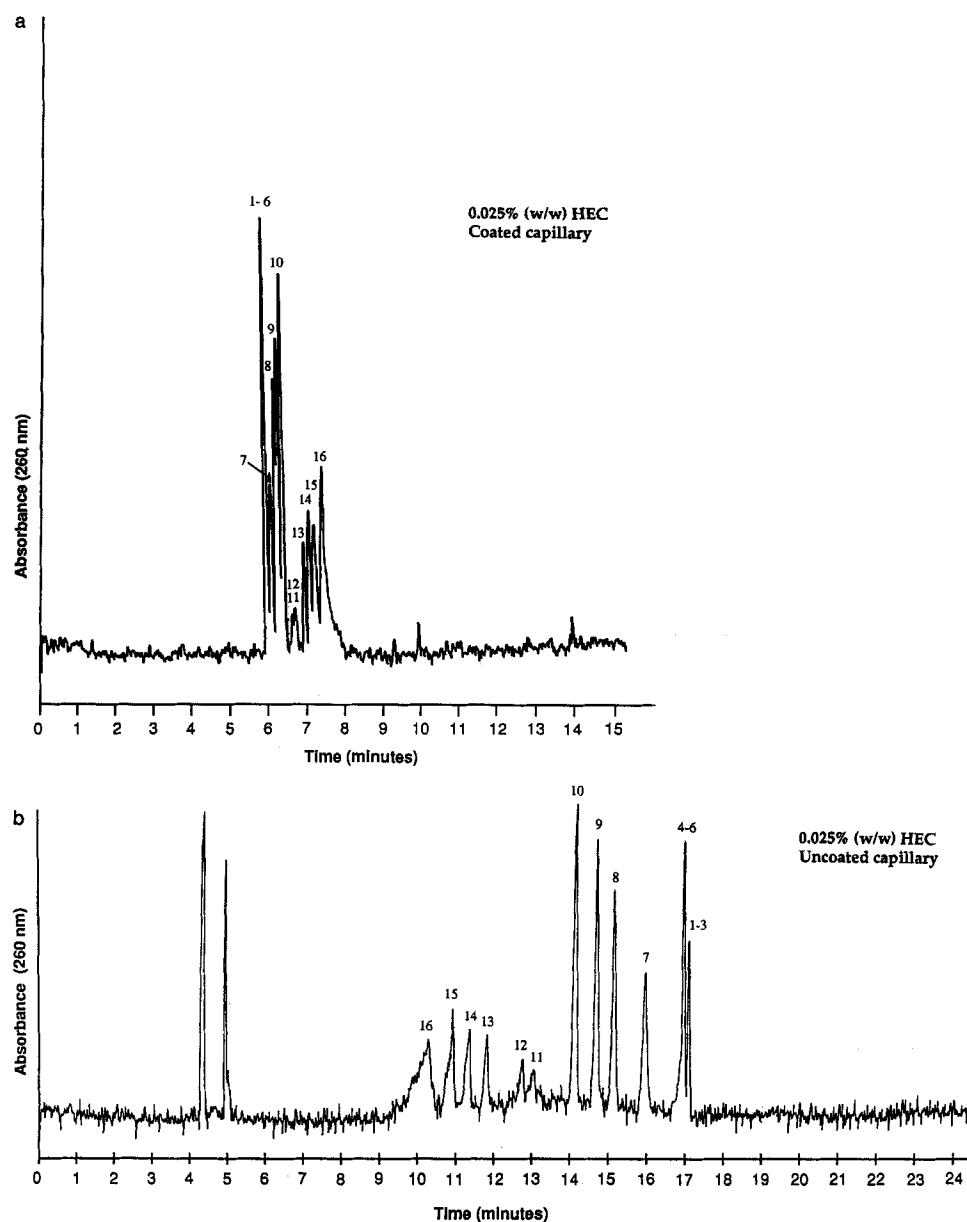 a
1- 6
0.025% (w/w) HEC
Coated capillary
10
9
8
7
16
15
14
13
12
11
Absorbance (260 nm)
0 1 2 3 4 5 6 7 8 9 10 11 12 13 14 15
Time (minutes)
b
10
0.025% (w/w) HEC
Uncoated capillary
9
4-6
8
1-3
7
15
16
14
13
12
11
Absorbance (260 nm)
0 1 2 3 4 5 6 7 8 9 10 11 12 13 14 15 16 17 18 19 20 21 22 23 24
Time (minutes)